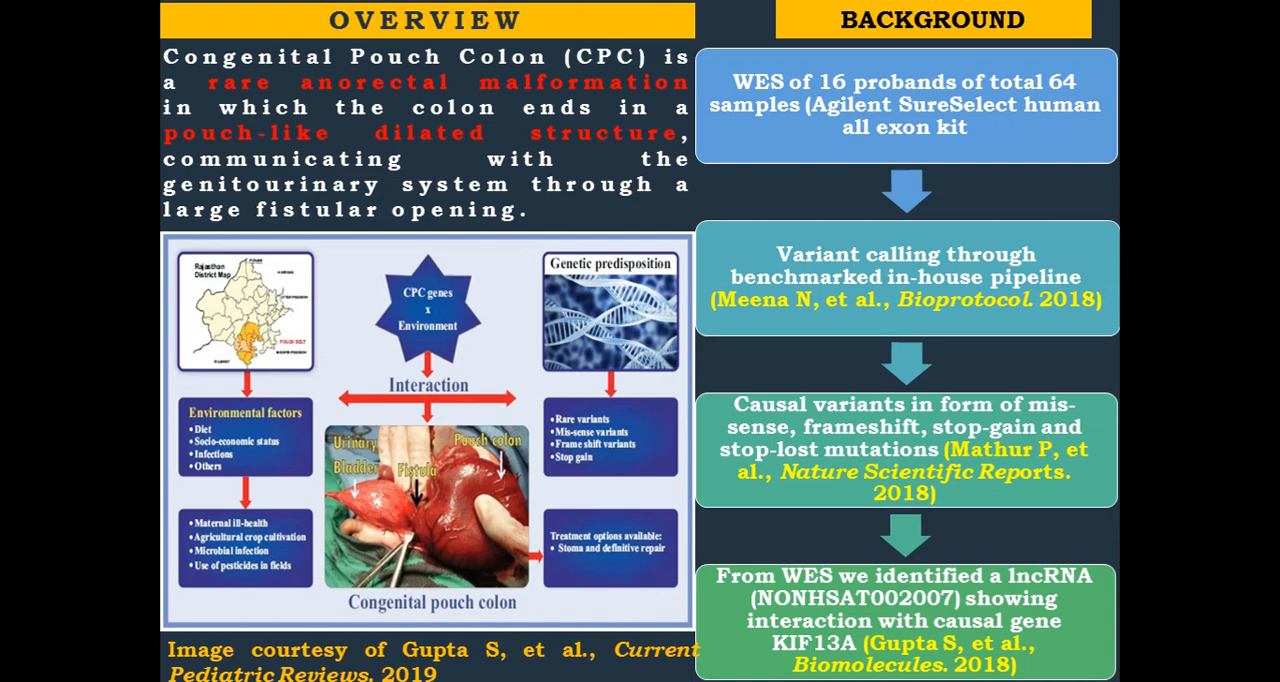 OVERVIEW
Congenital Pouch Colon (CPC) is
a rare anorectal malformation
in which the colon ends in a
pouch-like dilated structure,
communicating with the
genitourinary system through a
large fistular opening.
Rajasthan
District Map
POUCH BELT
CPC genes
x
Environment
Genetic predisposition
Interaction
Environmental factors
• Diet
• Socio-economic status
• Infections
• Others
• Rare variants
• Mis-sense variants
• Frame shift variants
• Stop gain
Urinary
Bladder
Fistula
Pouch colon
• Maternal ill-health
• Agricultural crop cultivation
• Microbial infection
• Use of pesticides in fields
Treatment options available:
• Stoma and definitive repair
Congenital pouch colon
Image courtesy of Gupta S, et al., Current
Pediatric Reviews. 2019
BACKGROUND
WES of 16 probands of total 64
samples (Agilent SureSelect human
all exon kit
Variant calling through
benchmarked in-house pipeline
(Meena N, et al., Bioprotocol. 2018)
Causal variants in form of mis-
sense, frameshift, stop-gain and
stop-lost mutations (Mathur P, et
al., Nature Scientific Reports.
2018)
From WES we identified a lncRNA
(NONHSAT002007) showing
interaction with causal gene
KIF13A (Gupta S, et al.,
Biomolecules. 2018)